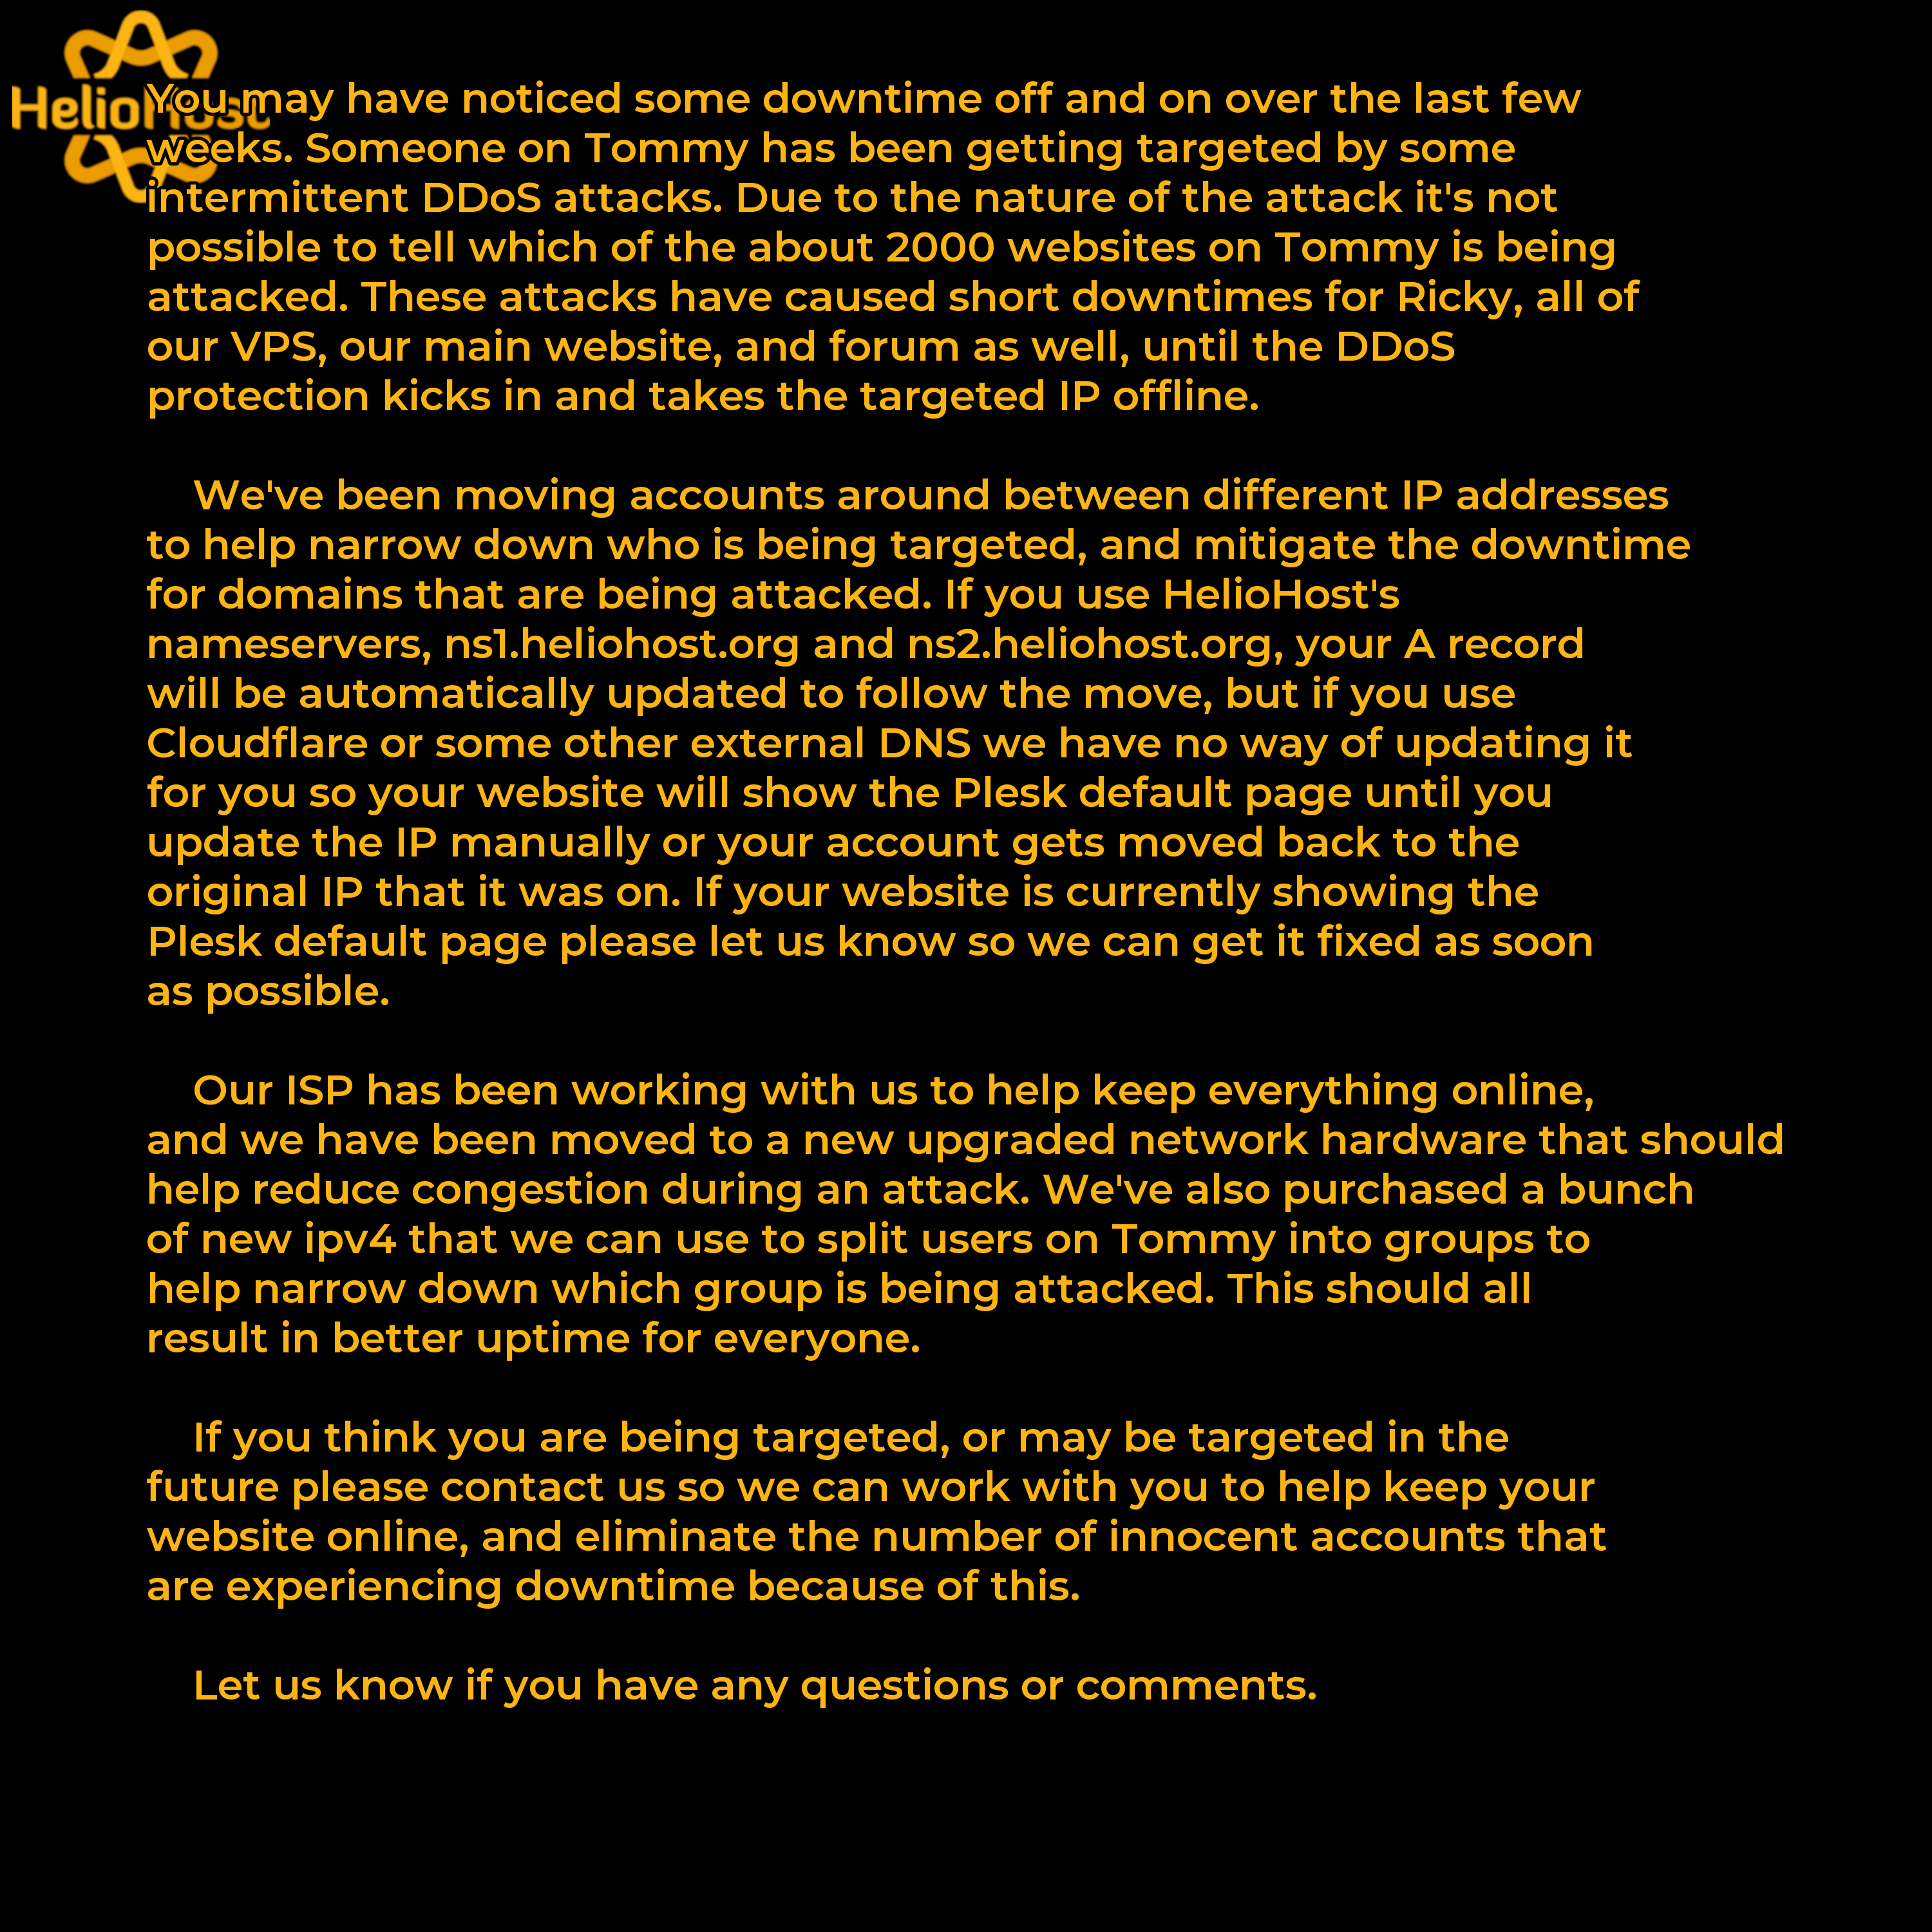 HelioHost
You may have noticed some downtime off and on over the last few
weeks. Someone on Tommy has been getting targeted by some
intermittent DDoS attacks. Due to the nature of the attack it's not
possible to tell which of the about 2000 websites on Tommy is being
attacked. These attacks have caused short downtimes for Ricky, all of
our VPS, our main website, and forum as well, until the DDoS
protection kicks in and takes the targeted IP offline.
We've been moving accounts around between different IP addresses
to help narrow down who is being targeted, and mitigate the downtime
for domains that are being attacked. If you use HelioHost's
nameservers, ns1.heliohost.org and ns2.heliohost.org, your A record
will be automatically updated to follow the move, but if you use
Cloudflare or some other external DNS we have no way of updating it
for you so your website will show the Plesk default page until you
update the IP manually or your account gets moved back to the
original IP that it was on. If your website is currently showing the
Plesk default page please let us know so we can get it fixed as soon
as possible.
Our ISP has been working with us to help keep everything online,
and we have been moved to a new upgraded network hardware that should
help reduce congestion during an attack. We've also purchased a bunch
of new ipv4 that we can use to split users on Tommy into groups to
help narrow down which group is being attacked. This should all
result in better uptime for everyone.
If you think you are being targeted, or may be targeted in the
future please contact us so we can work with you to help keep your
website online, and eliminate the number of innocent accounts that
are experiencing downtime because of this.
Let us know if you have any questions or comments.